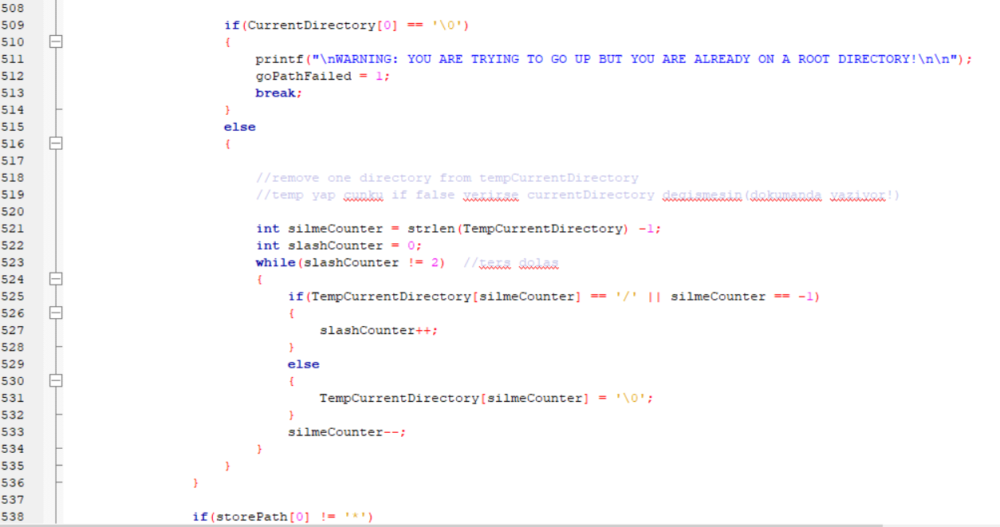 508
509 if(CurrentDirectory[0] == '\0')
510 {
511 printf("\nWARNING: YOU ARE TRYING TO GO UP BUT YOU ARE ALREADY ON A ROOT DIRECTORY!\n\n");
512 goPathFailed = 1;
513 break;
514 }
515 else
516 {
517
518 //remove one directory from tempCurrentDirectory
519 //temp yap cunku if false verirse currentDirectory degismesin(dokumanda yaziyor!)
520
521 int silmeCounter = strlen(TempCurrentDirectory) -1;
522 int slashCounter = 0;
523 while(slashCounter != 2) //ters dolas
524 {
525 if(TempCurrentDirectory[silmeCounter] == '/' || silmeCounter == -1)
526 {
527 slashCounter++;
528 }
529 else
530 {
531 TempCurrentDirectory[silmeCounter] = '\0';
532 }
533 silmeCounter--;
534 }
535 }
536 }
537
538 if(storePath[0] != '*')